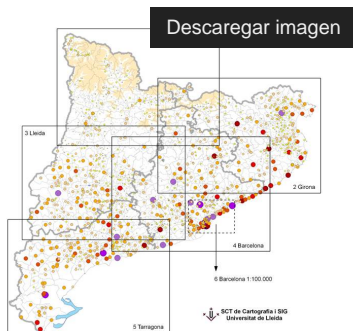 Descaregar imagen
3 Lleida
2 Girona
4 Barcelona
6 Barcelona 1:100.000
SCT de Cartografia i SIG
Universitat de Lleida
5 Tarragona